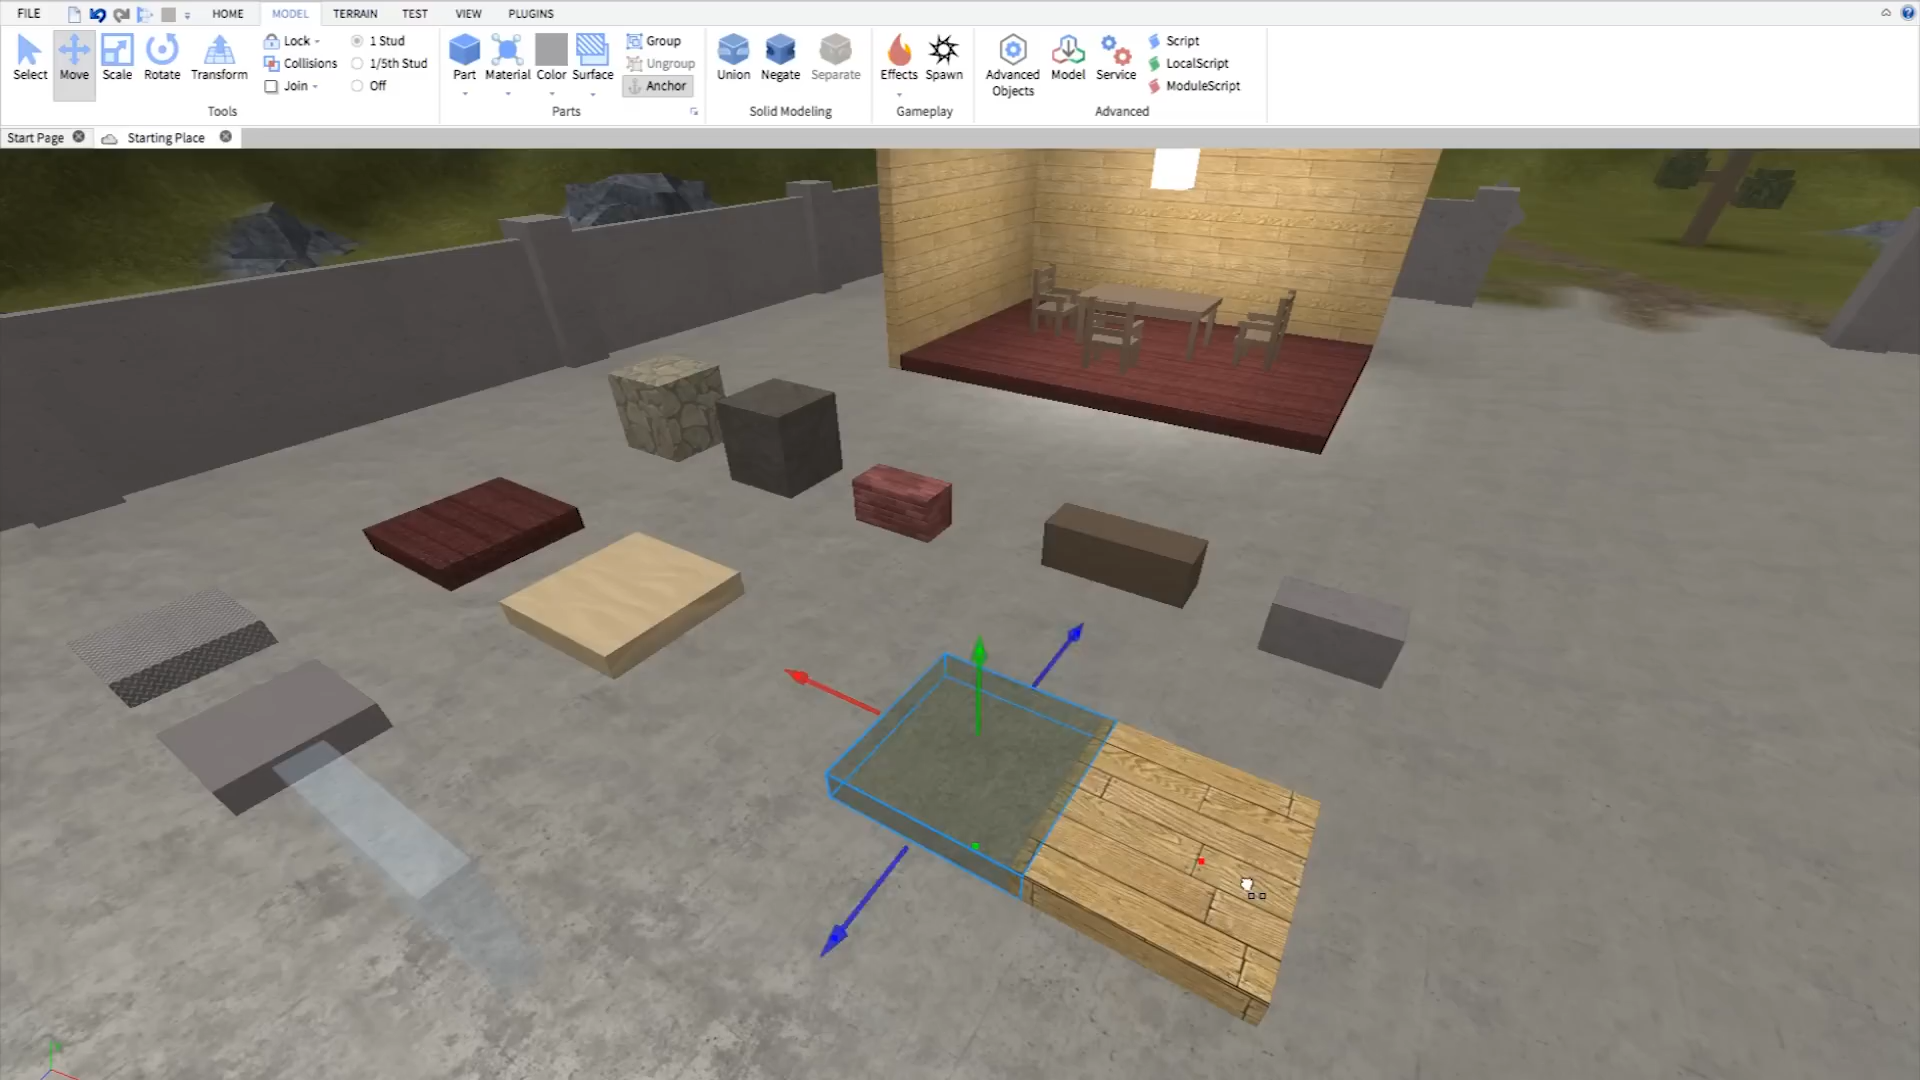 FILE HOME MODEL TERRAIN TEST VIEW PLUGINS
Select Move Scale Rotate Transform
Lock
Collisions
Join
1 Stud
1/5th Stud
Off
Tools
Part Material Color Surface
Group
Ungroup
Anchor
Parts
Union Negate Separate
Solid Modeling
Effects Spawn
Gameplay
Advanced
Objects
Model Service
Script
LocalScript
ModuleScript
Advanced
Start Page Starting Place